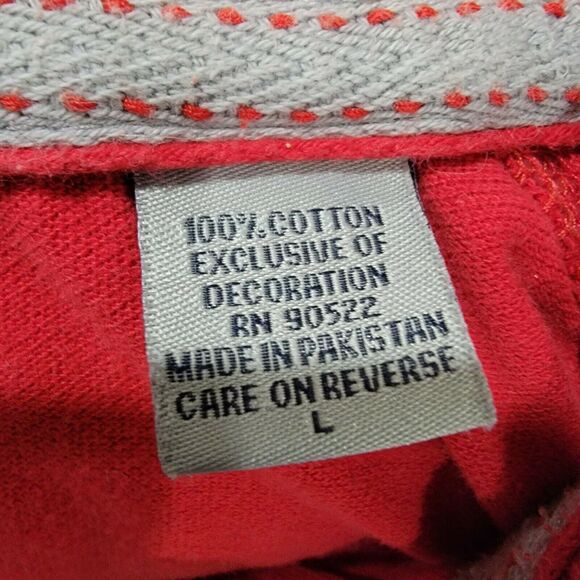 100% COTTON
EXCLUSIVE OF
DECORATION
RN 90522
MADE IN PAKISTAN
CARE ON REVERSE
L